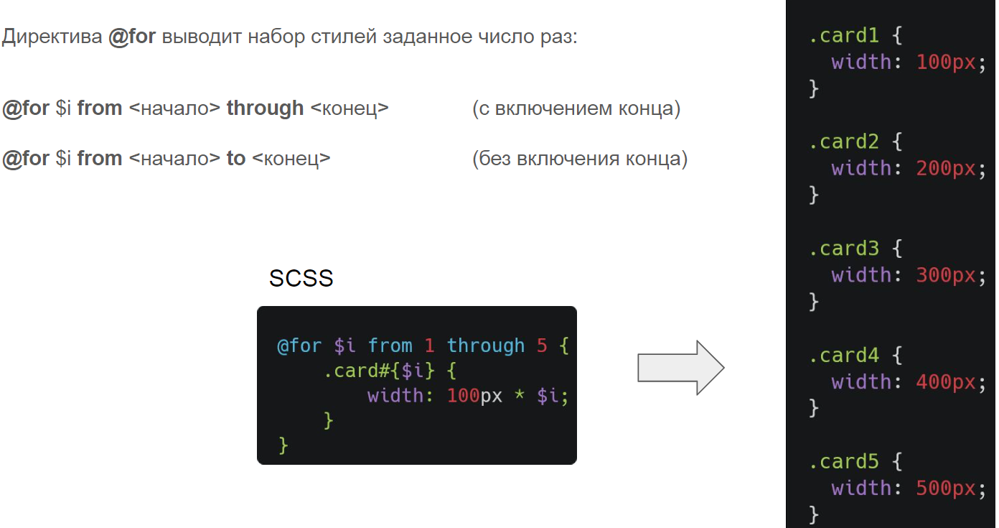 Директива @for выводит набор стилей заданное число раз:
@for $i from <начало> through <конец> (с включением конца)
@for $i from <начало> to <конец> (без включения конца)
SCSS
@for $i from 1 through 5 {
    .card#{$i} {
        width: 100px * $i;
    }
}
.card1 {
  width: 100px;
}
.card2 {
  width: 200px;
}
.card3 {
  width: 300px;
}
.card4 {
  width: 400px;
}
.card5 {
  width: 500px;
}